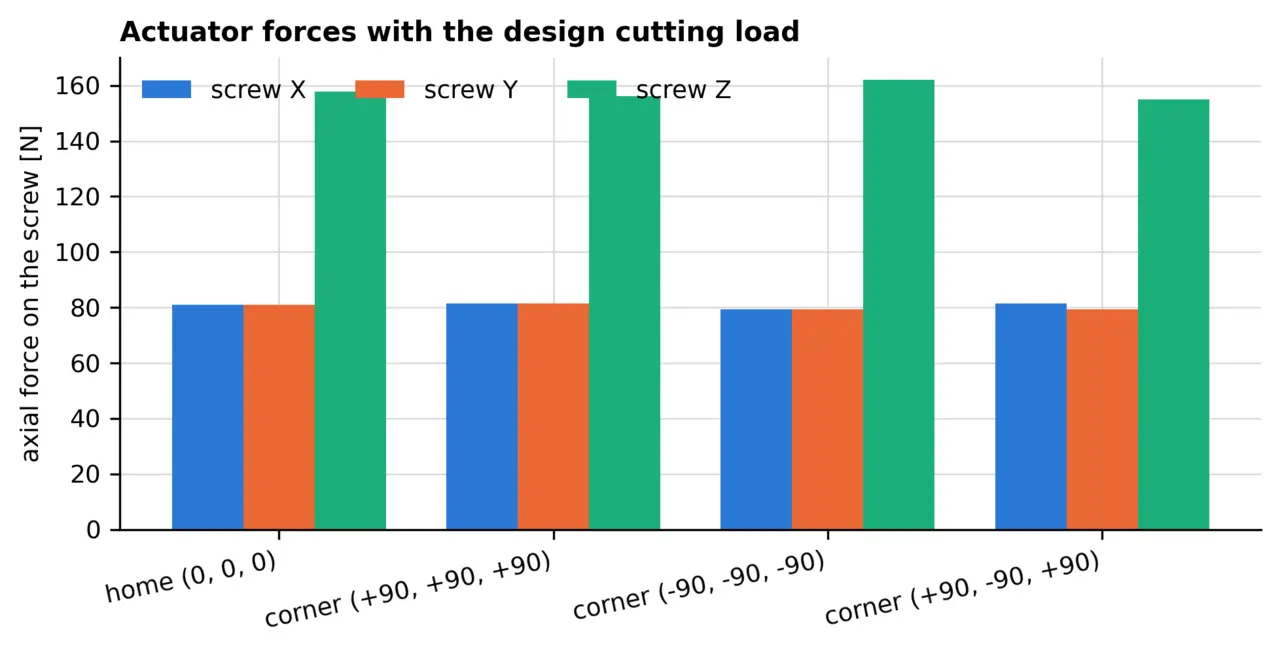 Actuator forces with the design cutting load
axial force on the screw [N]
160
140
120
100
80
60
40
20
0
screw X
screw Y
screw Z
home (0, 0, 0)
corner (+90, +90, +90)
corner (-90, -90, -90)
corner (+90, -90, +90)